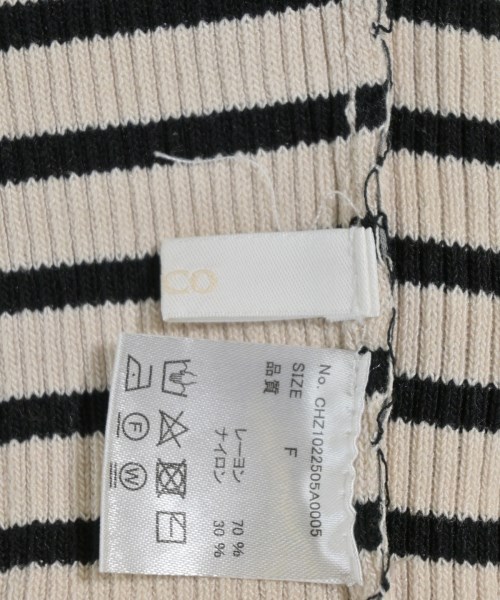 CO
No. CHZ1022505A0005
SIZE F
品質
レーヨン 70%
ナイロン 30%
F
W